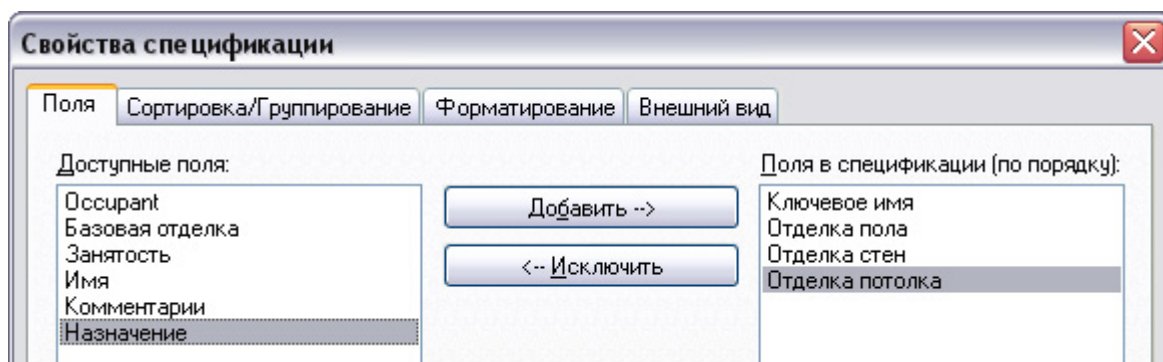 Свойства спецификации
Поля Сортировка/Группирование Форматирование Внешний вид
Доступные поля:
Occupant
Базовая отделка
Занятость
Имя
Комментарии
Назначение
Добавить -->
<-- Исключить
Поля в спецификации (по порядку):
Ключевое имя
Отделка пола
Отделка стен
Отделка потолка